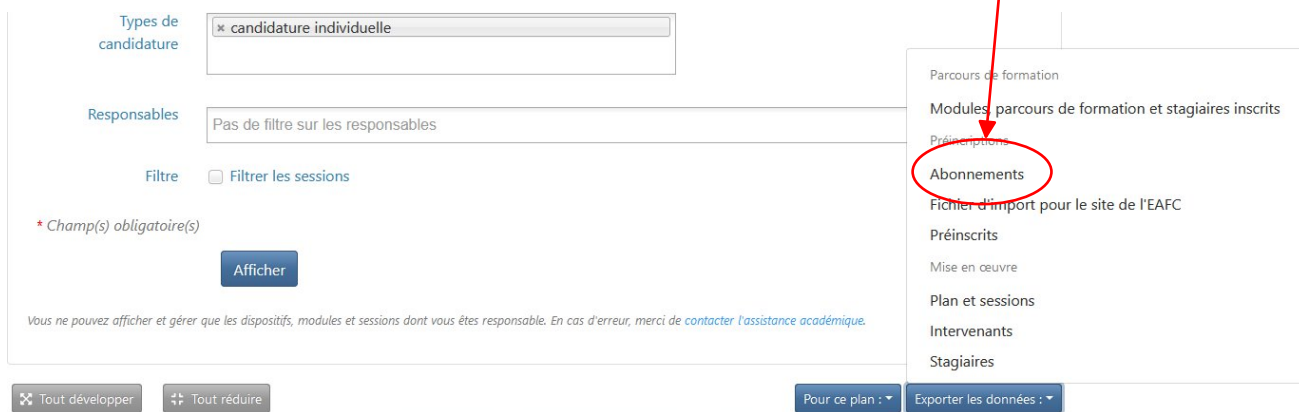 Types de
candidature
× candidature individuelle
Responsables
Pas de filtre sur les responsables
Filtre
Filtrer les sessions
* Champ(s) obligatoire(s)
Afficher
Vous ne pouvez afficher et gérer que les dispositifs, modules et sessions dont vous êtes responsable. En cas d'erreur, merci de contacter l'assistance académique.
Tout développer
Tout réduire
Pour ce plan :
Exporter les données :
Parcours de formation
Modules, parcours de formation et stagiaires inscrits
Préincriptions
Abonnements
Fichier d'import pour le site de l'EAFC
Préinscrits
Mise en œuvre
Plan et sessions
Intervenants
Stagiaires